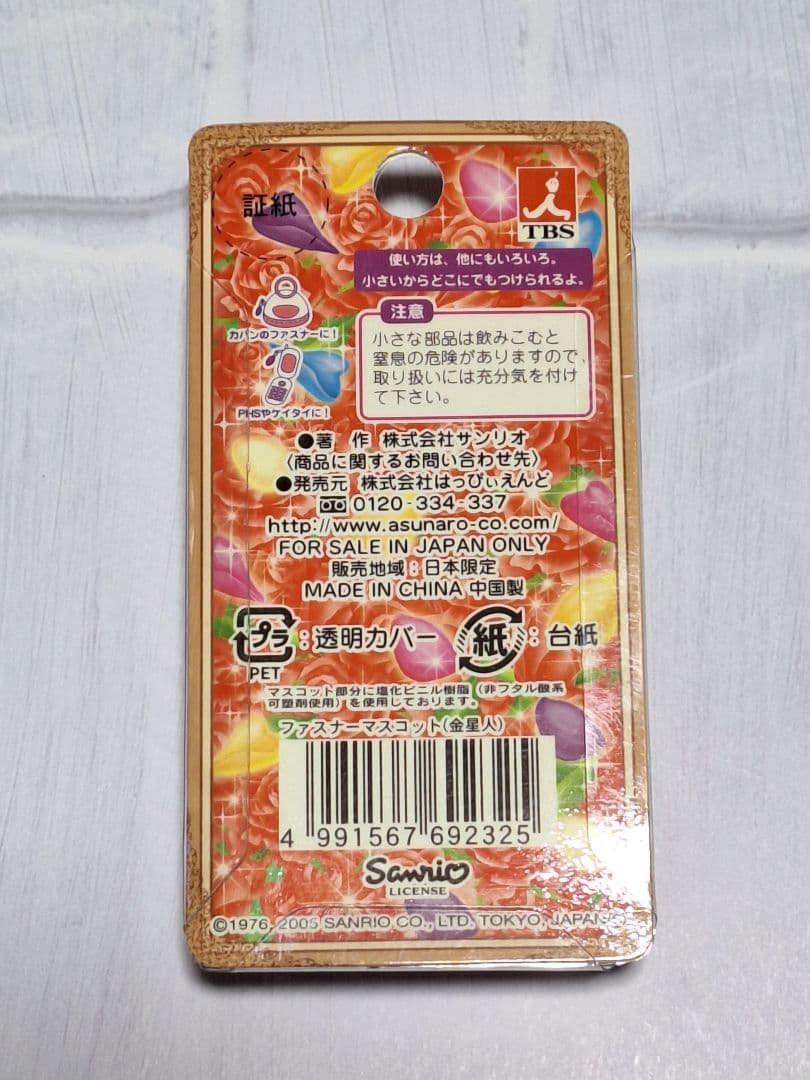 証紙
TBS
使い方は、他にもいろいろ。
小さいからどこにでもつけられるよ。
カバンのファスナーに！
PHSやケイタイに！
注意
小さな部品は飲みこむと
窒息の危険がありますので、
取り扱いには充分気を付け
て下さい。
●著　作 株式会社サンリオ
〈商品に関するお問い合わせ先〉
●発売元 株式会社はっぴぃえんど
0120-334-337
http://www.asunaro-co.com/
FOR SALE IN JAPAN ONLY
販売地域：日本限定
MADE IN CHINA 中国製
プラ：透明カバー 紙：台紙
PET
マスコット部分に塩化ビニル樹脂（非フタル酸系
可塑剤使用）を使用しております。
ファスナーマスコット(金星人)
4 991567 692325
Sanrio
LICENSE
©1976, 2005 SANRIO CO., LTD. TOKYO, JAPAN